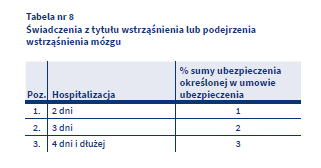 Tabela nr 8
Świadczenia z tytułu wstrząśnienia lub podejrzenia
wstrząśnienia mózgu
Poz. Hospitalizacja % sumy ubezpieczenia
określonej w umowie
ubezpieczenia
1. 2 dni 1
2. 3 dni 2
3. 4 dni i dłużej 3